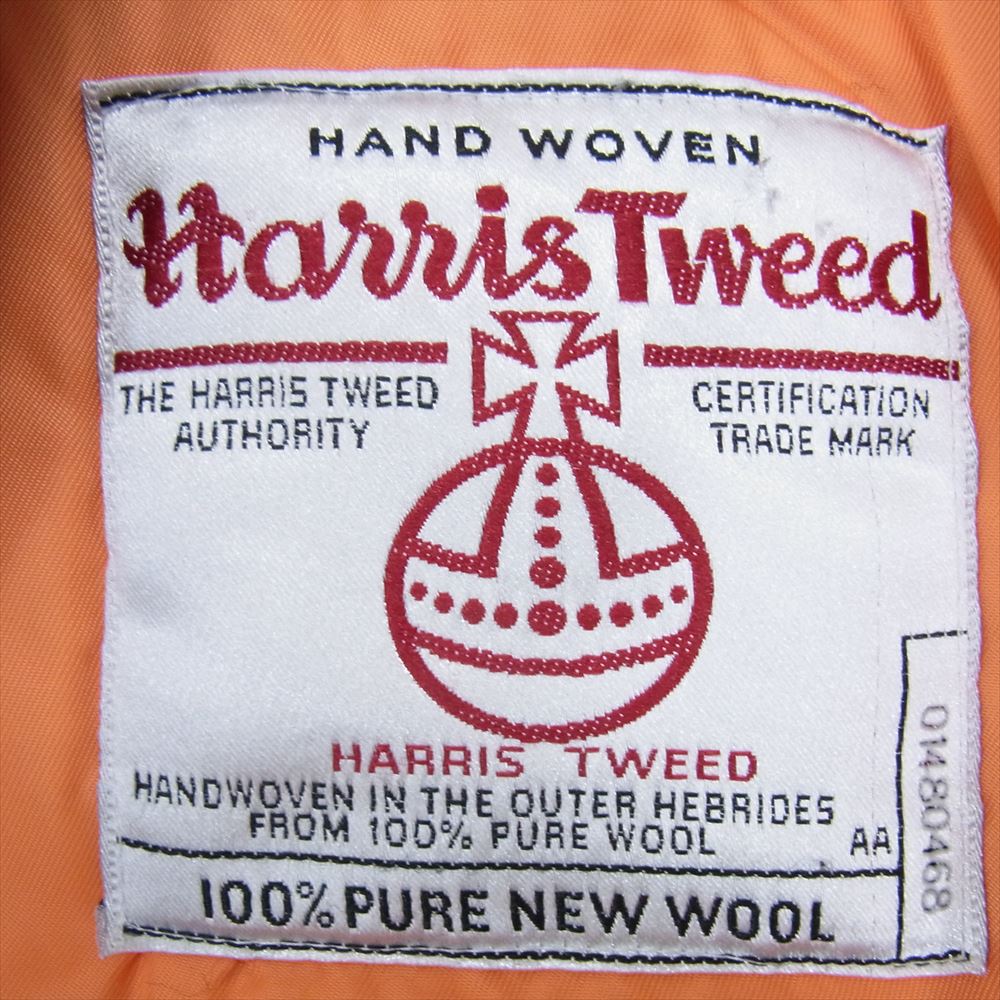 HAND WOVEN
Harris Tweed
THE HARRIS TWEED
AUTHORITY
CERTIFICATION
TRADE MARK
HARRIS TWEED
HANDWOVEN IN THE OUTER HEBRIDES
FROM 100% PURE WOOL
AA
01480468
100% PURE NEW WOOL